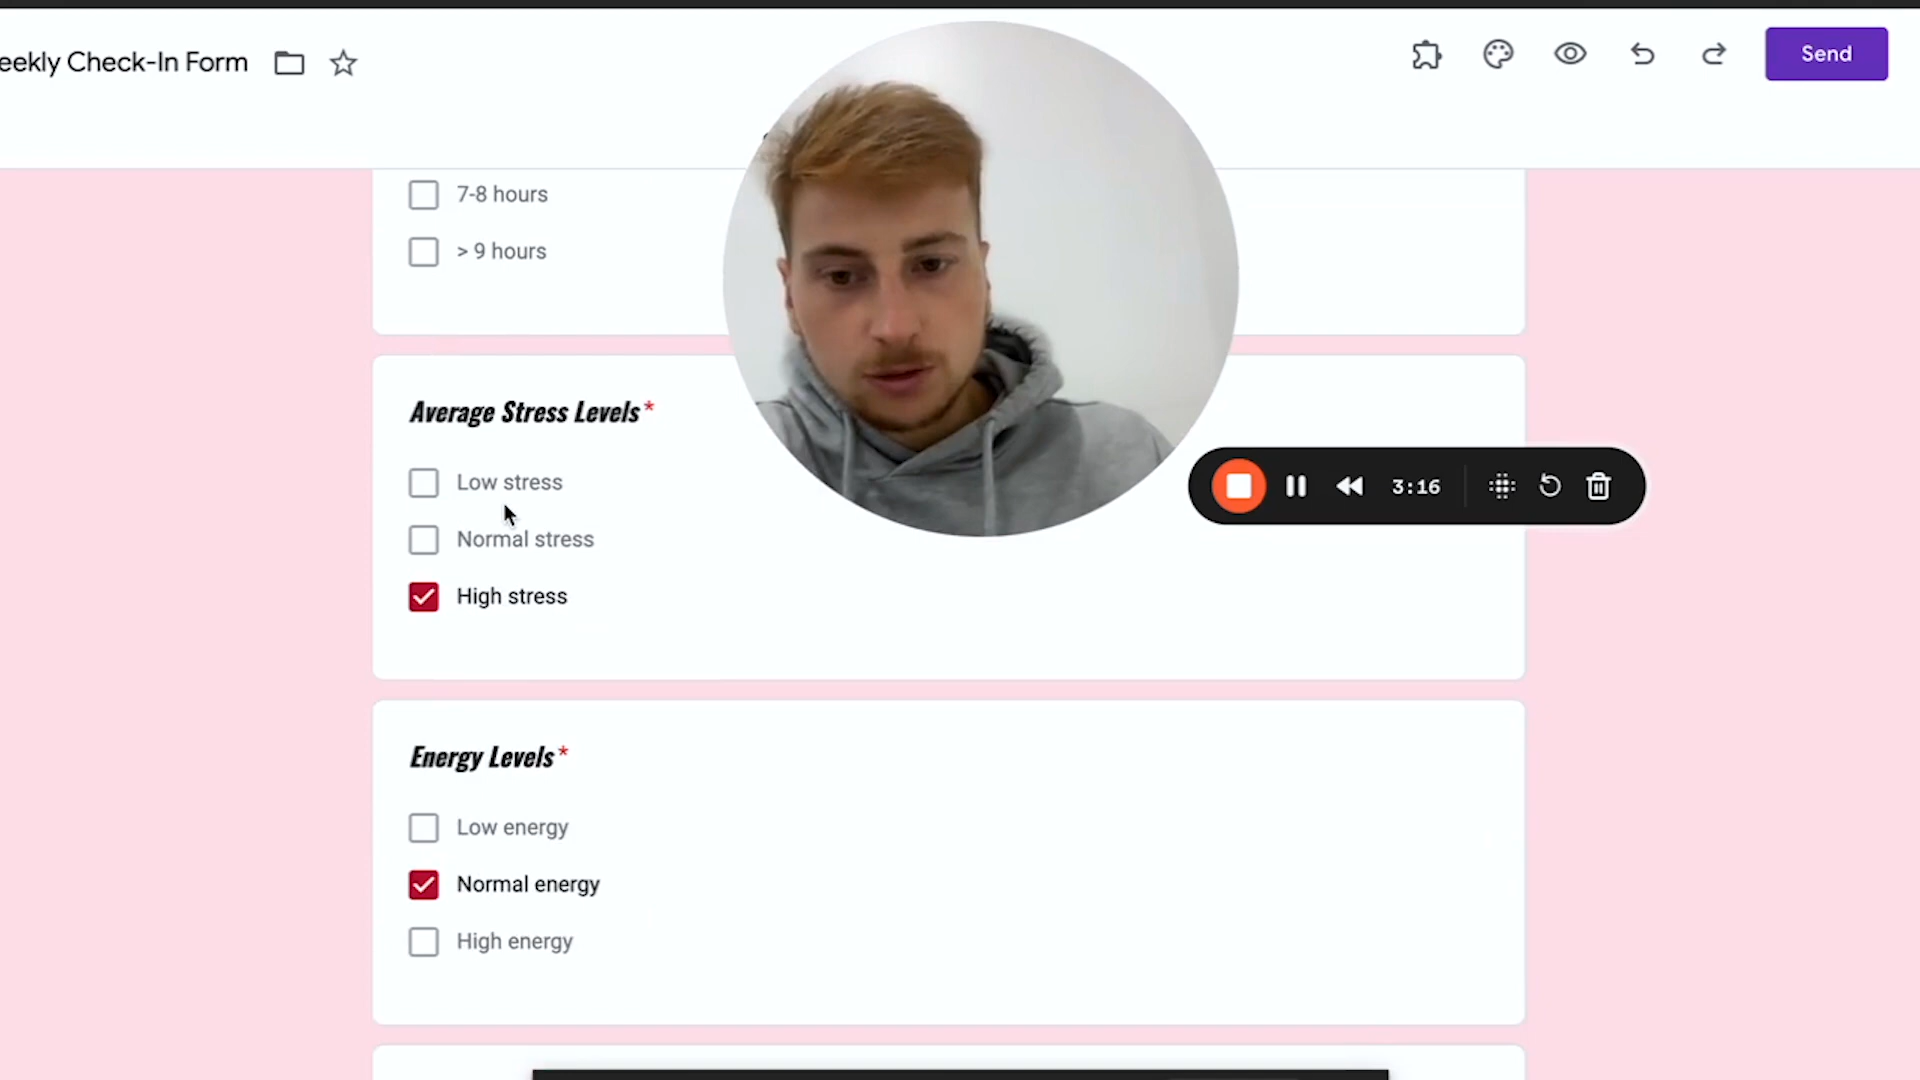 eekly Check-In Form
Send
7-8 hours
> 9 hours
Average Stress Levels*
Low stress
Normal stress
High stress
3:16
Energy Levels*
Low energy
Normal energy
High energy